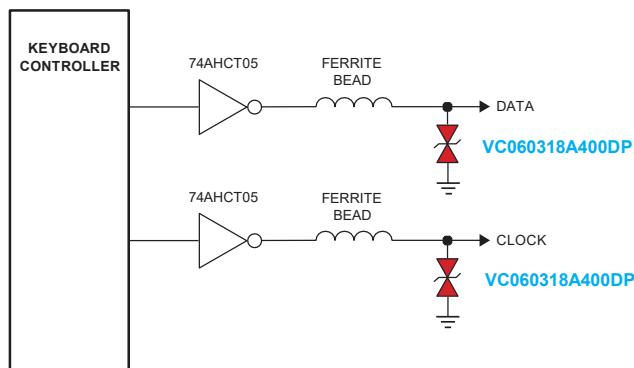 KEYBOARD
CONTROLLER
74AHCT05
FERRITE
BEAD
DATA
VC060318A400DP
74AHCT05
FERRITE
BEAD
CLOCK
VC060318A400DP